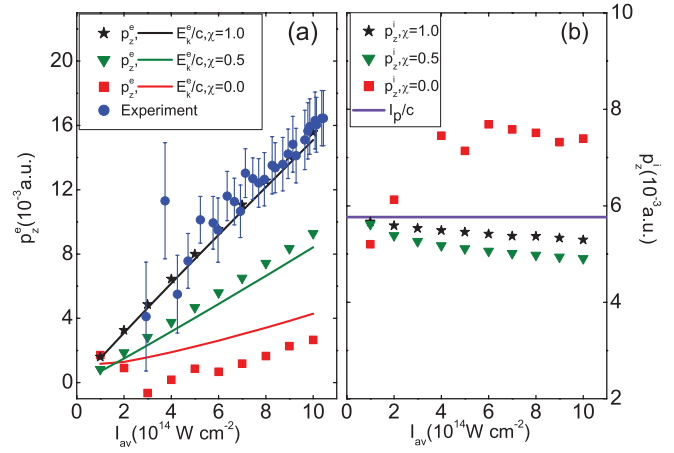 (a)
p_z^e, E_k^e/c,χ=1.0
p_z^e, E_k^e/c,χ=0.5
p_z^e, E_k^e/c,χ=0.0
Experiment
p_z^e(10^-3 a.u.)
20
16
12
8
4
0
2 4 6 8 10
I_av(10^14 W cm^-2)
(b)
p_z^i,χ=1.0
p_z^i,χ=0.5
p_z^i,χ=0.0
I_p/c
p_z^i(10^-3 a.u.)
10
8
6
4
2
0 2 4 6 8 10
I_av(10^14 W cm^-2)